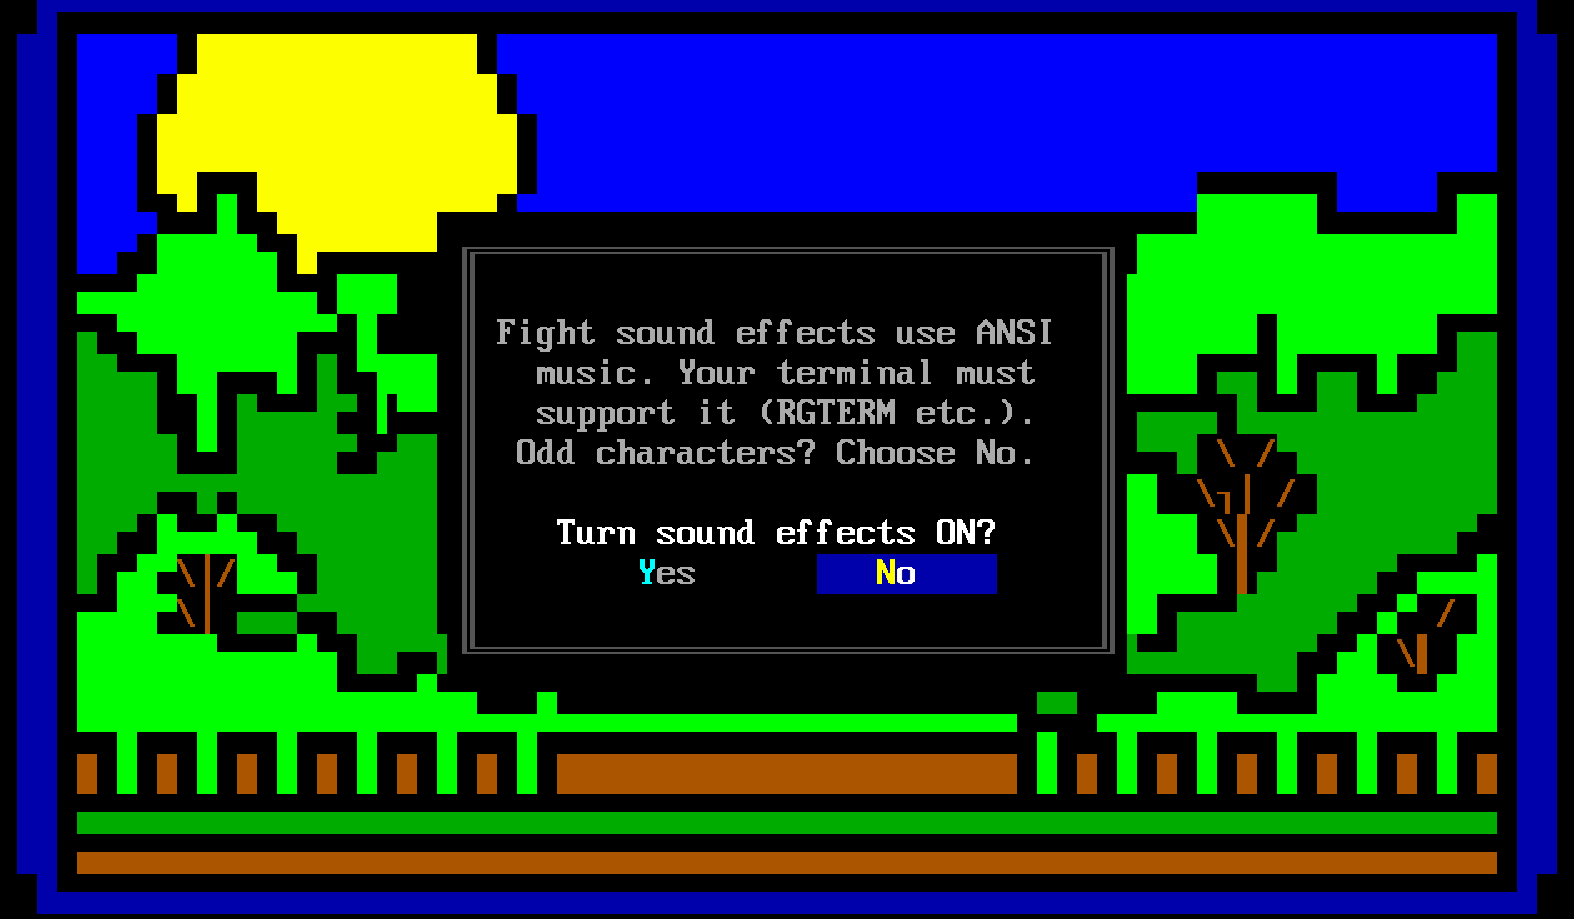 Fight sound effects use ANSI
music. Your terminal must
support it (RGTERM etc.).
Odd characters? Choose No.
Turn sound effects ON?
Yes No